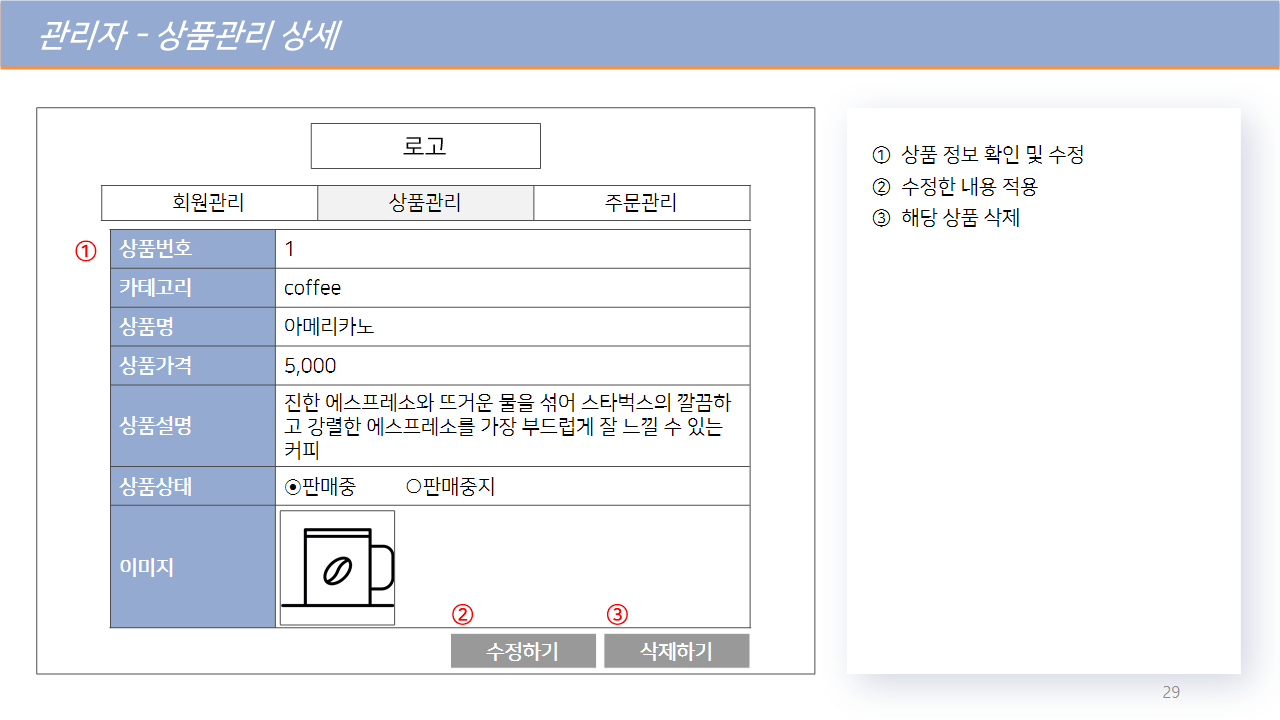 관리자 - 상품관리 상세
로고
회원관리 상품관리 주문관리
① 상품번호 1
카테고리 coffee
상품명 아메리카노
상품가격 5,000
상품설명 진한 에스프레소와 뜨거운 물을 섞어 스타벅스의 깔끔하
고 강렬한 에스프레소를 가장 부드럽게 잘 느낄 수 있는
커피
상품상태 ◉판매중 ○판매중지
이미지
② ③
수정하기 삭제하기
① 상품 정보 확인 및 수정
② 수정한 내용 적용
③ 해당 상품 삭제
29